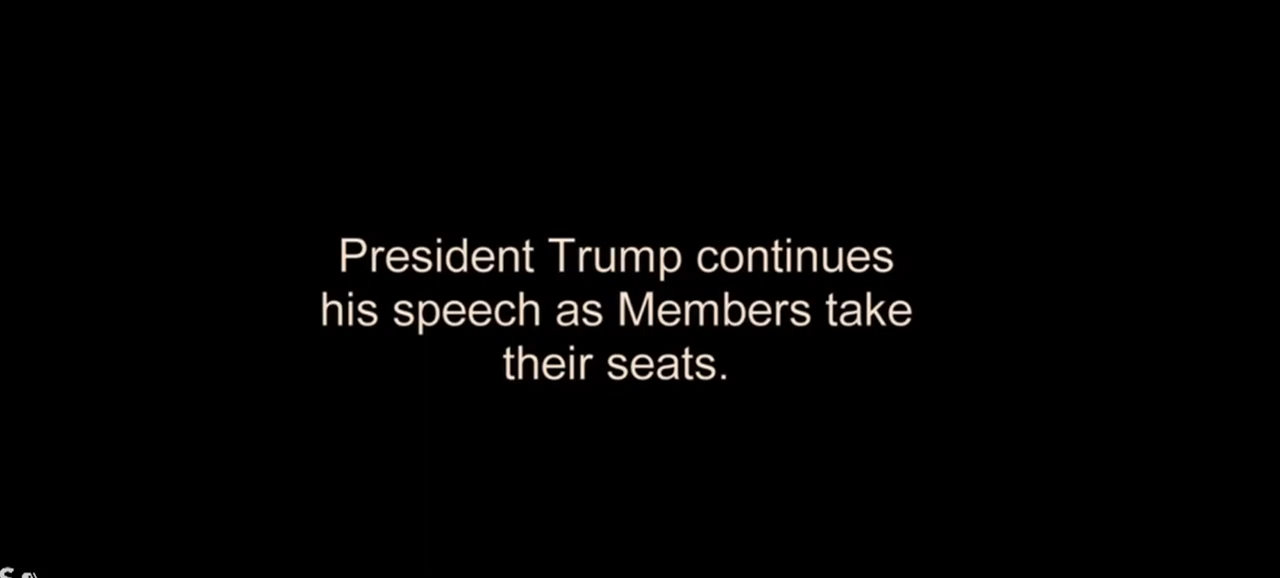 President Trump continues
his speech as Members take
their seats.